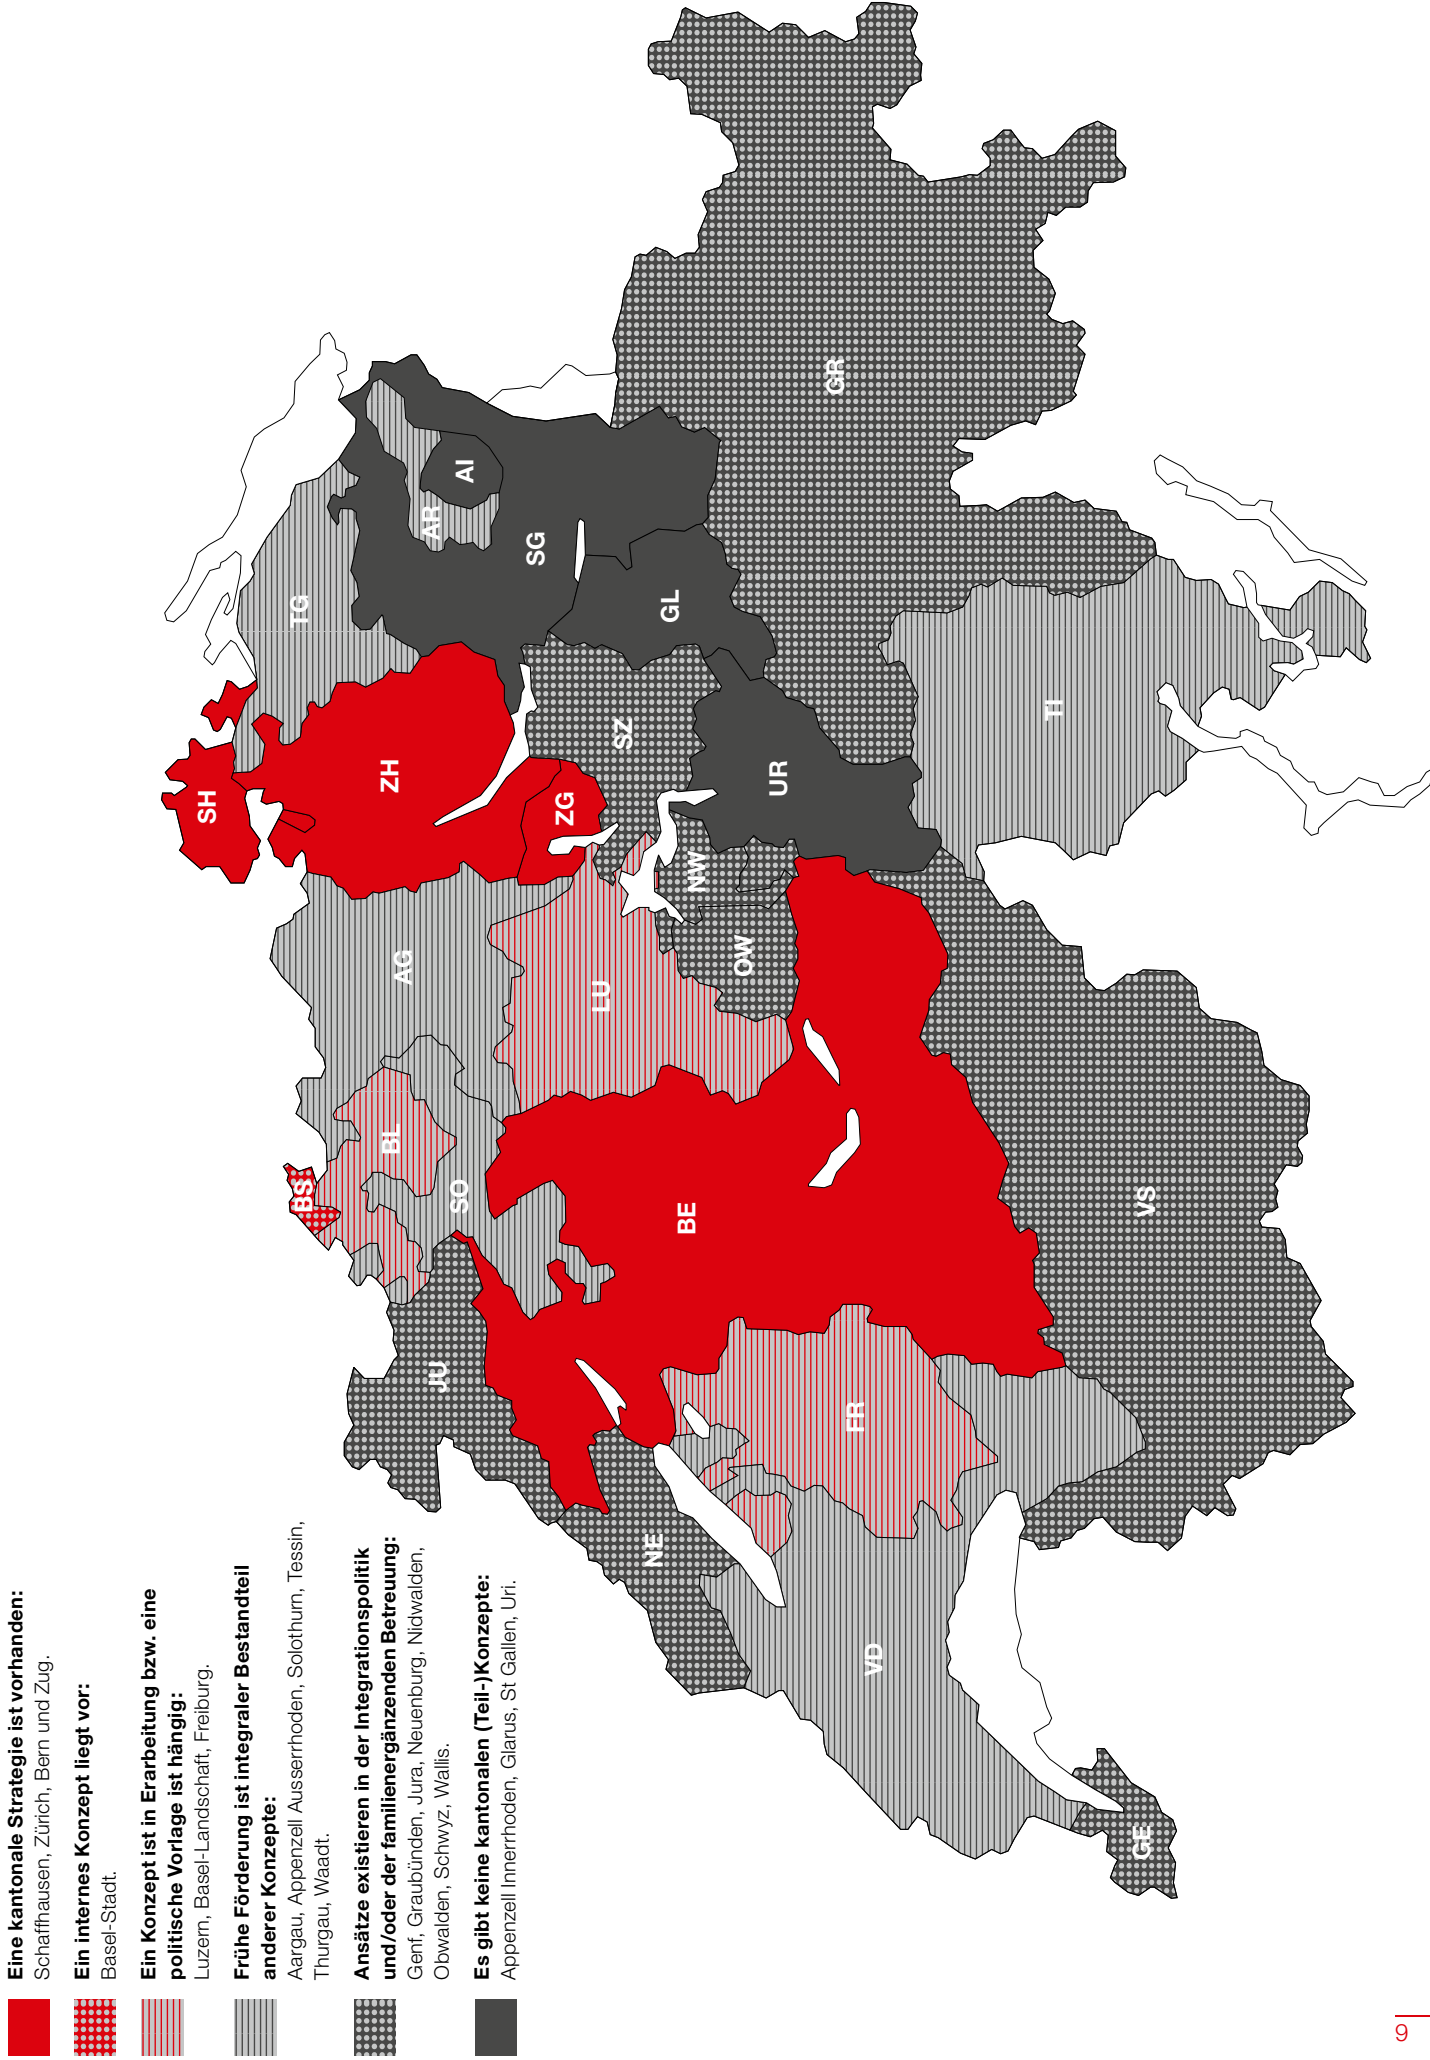 Eine kantonale Strategie ist vorhanden:
Schaffhausen, Zürich, Bern und Zug.
Ein internes Konzept liegt vor:
Basel-Stadt.
Ein Konzept ist in Erarbeitung bzw. eine
politische Vorlage ist hängig:
Luzern, Basel-Landschaft, Freiburg.
Frühe Förderung ist integraler Bestandteil
anderer Konzepte:
Aargau, Appenzell Ausserrhoden, Solothurn, Tessin,
Thurgau, Waadt.
Ansätze existieren in der Integrationspolitik
und/oder der familienergänzenden Betreuung:
Genf, Graubünden, Jura, Neuenburg, Nidwalden,
Obwalden, Schwyz, Wallis.
Es gibt keine kantonalen (Teil-)Konzepte:
Appenzell Innerrhoden, Glarus, St Gallen, Uri.
SH
TG
BS
ZH
AG
BL
AR
AI
JU
SO
SG
ZG
LU
SZ
GL
NE
BE
NW
OW
UR
GR
FR
VD
TI
VS
GE
9